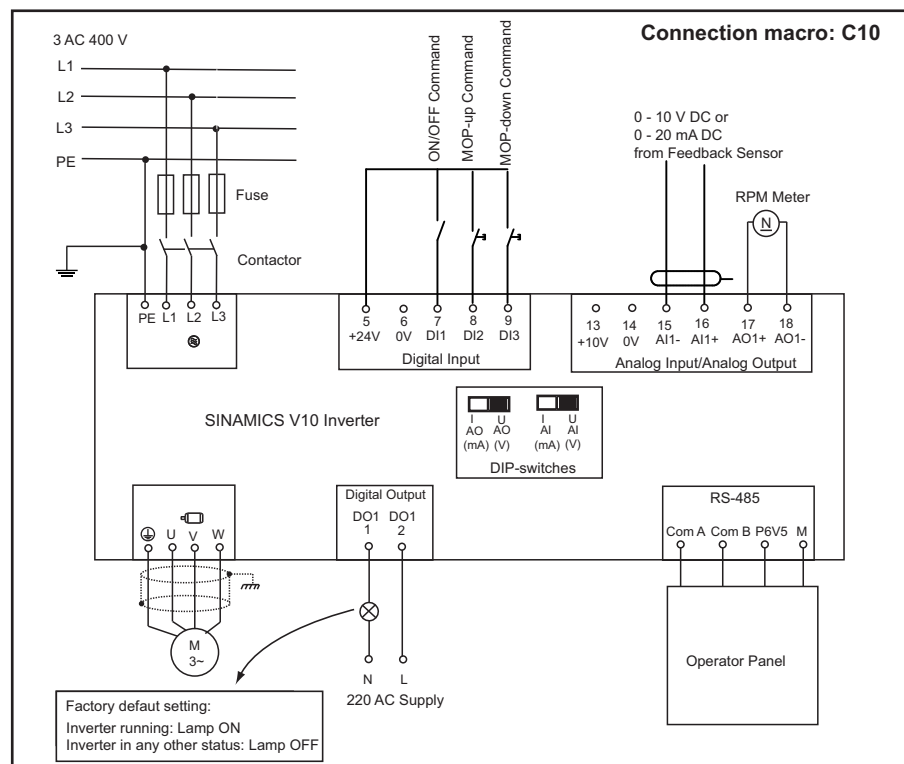 Connection macro: C10
3 AC 400 V
L1
L2
L3
PE
Fuse
Contactor
ON/OFF Command
MOP-up Command
MOP-down Command
0 - 10 V DC or
0 - 20 mA DC
from Feedback Sensor
RPM Meter
N
PE L1 L2 L3
5 6 7 8 9
+24V 0V DI1 DI2 DI3
Digital Input
13 14 15 16 17 18
+10V 0V AI1- AI1+ AO1+ AO1-
Analog Input/Analog Output
SINAMICS V10 Inverter
I U I U
AO AO AI AI
(mA) (V) (mA) (V)
DIP-switches
U V W
Digital Output
DO1 DO1
1 2
RS-485
Com A Com B P6V5 M
M
3~
N L
220 AC Supply
Operator Panel
Factory defaut setting:
Inverter running: Lamp ON
Inverter in any other status: Lamp OFF